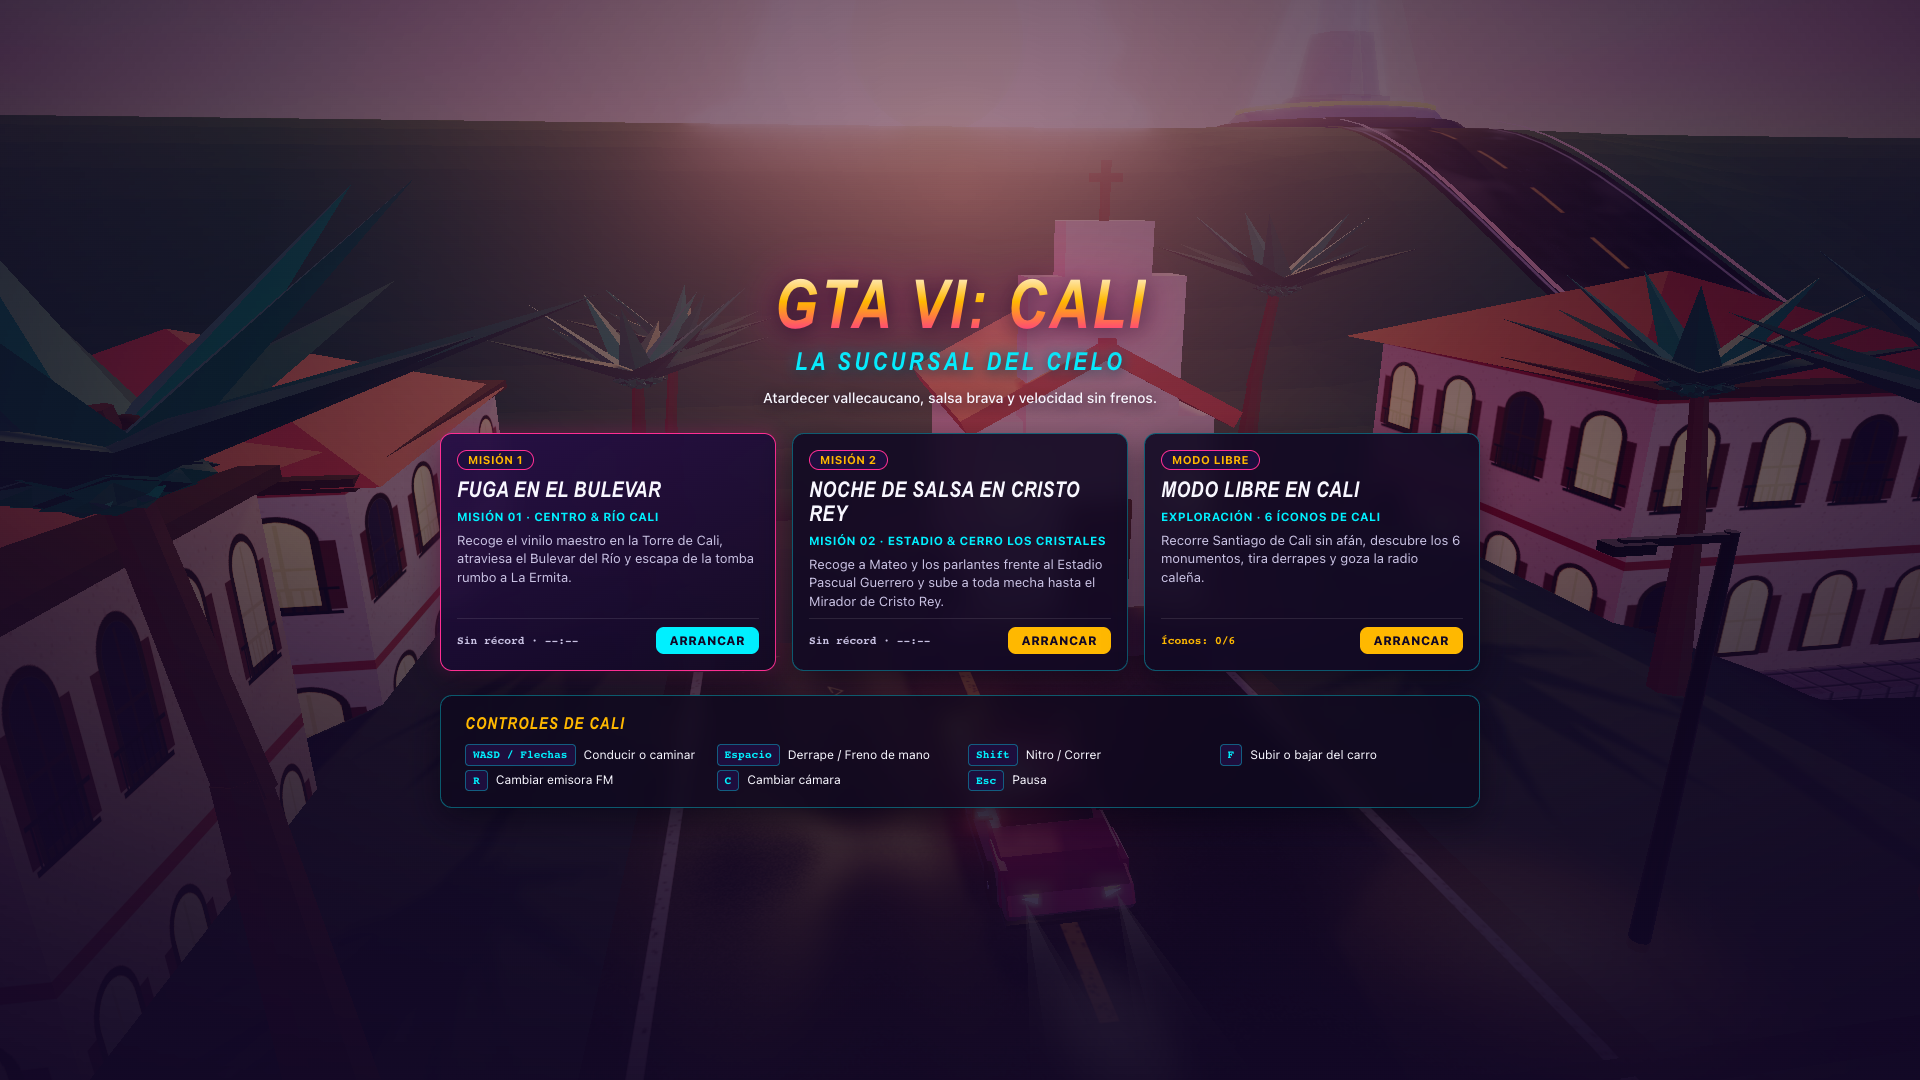 GTA VI: CALI
LA SUCURSAL DEL CIELO
Atardecer vallecaucano, salsa brava y velocidad sin frenos.
MISIÓN 1
FUGA EN EL BULEVAR
MISIÓN 01 · CENTRO & RÍO CALI
Recoge el vinilo maestro en la Torre de Cali,
atraviesa el Bulevar del Río y escapa de la tomba
rumbo a La Ermita.
Sin récord · --:--
ARRANCAR
MISIÓN 2
NOCHE DE SALSA EN CRISTO
REY
MISIÓN 02 · ESTADIO & CERRO LOS CRISTALES
Recoge a Mateo y los parlantes frente al Estadio
Pascual Guerrero y sube a toda mecha hasta el
Mirador de Cristo Rey.
Sin récord · --:--
ARRANCAR
MODO LIBRE
MODO LIBRE EN CALI
EXPLORACIÓN · 6 ÍCONOS DE CALI
Recorre Santiago de Cali sin afán, descubre los 6
monumentos, tira derrapes y goza la radio
caleña.
Íconos: 0/6
ARRANCAR
CONTROLES DE CALI
WASD / Flechas Conducir o caminar
Espacio Derrape / Freno de mano
Shift Nitro / Correr
F Subir o bajar del carro
R Cambiar emisora FM
C Cambiar cámara
Esc Pausa